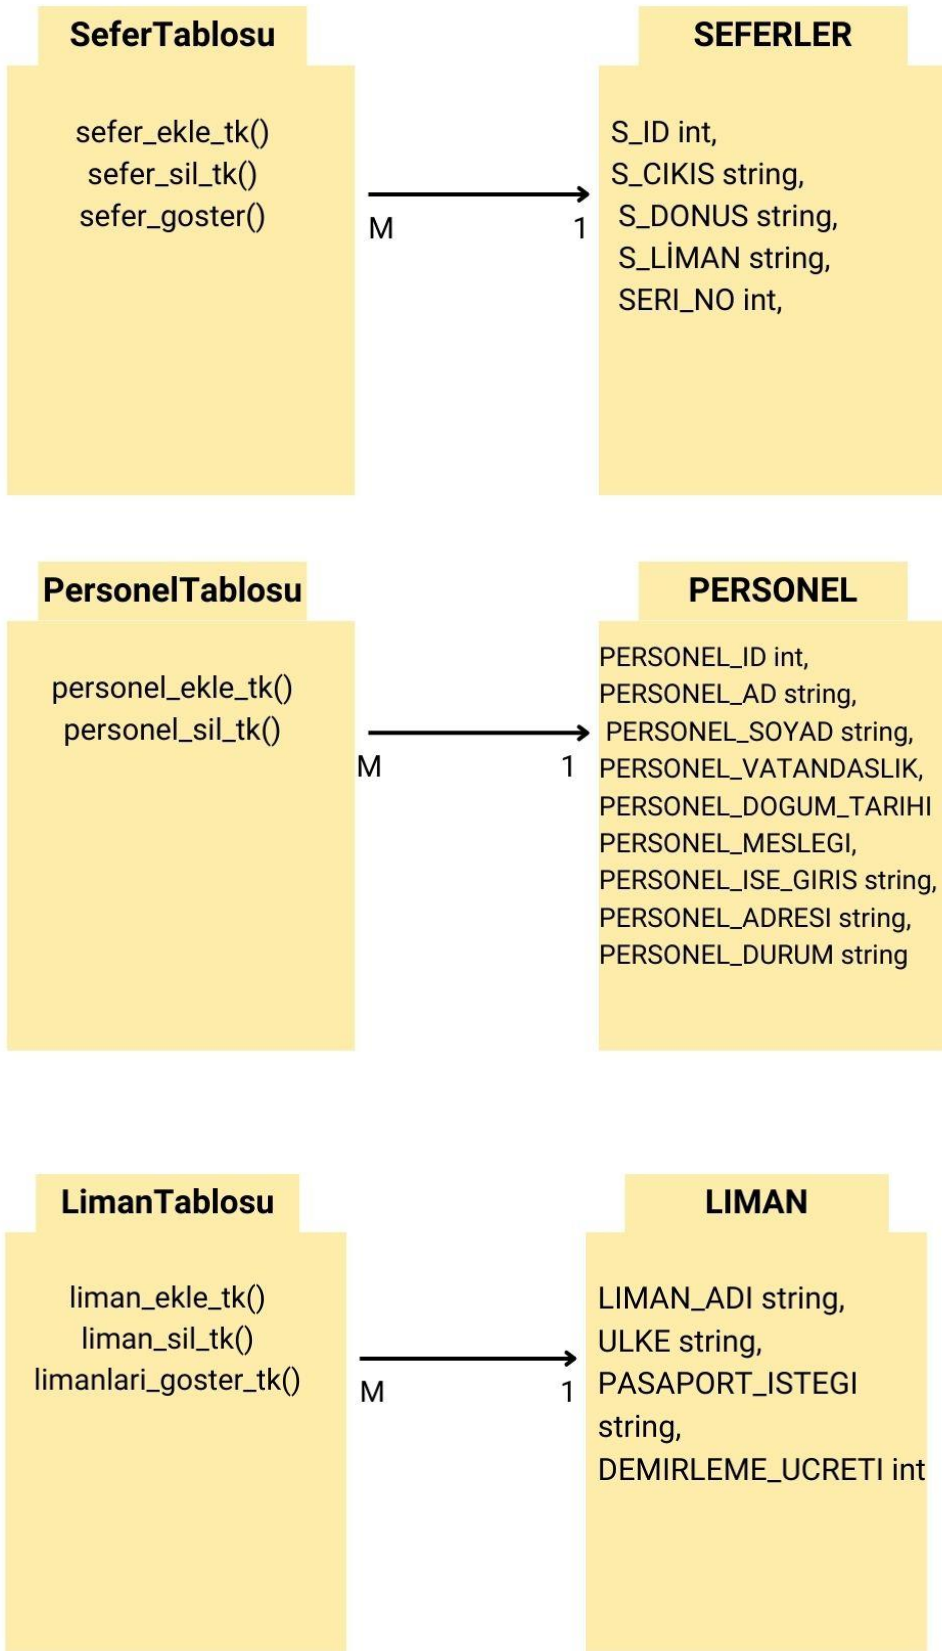 SeferTablosu
sefer_ekle_tk()
sefer_sil_tk()
sefer_goster()
M
1
SEFERLER
S_ID int,
S_CIKIS string,
S_DONUS string,
S_LİMAN string,
SERI_NO int,
PersonelTablosu
personel_ekle_tk()
personel_sil_tk()
M
1
PERSONEL
PERSONEL_ID int,
PERSONEL_AD string,
PERSONEL_SOYAD string,
PERSONEL_VATANDASLIK,
PERSONEL_DOGUM_TARIHI
PERSONEL_MESLEGI,
PERSONEL_ISE_GIRIS string,
PERSONEL_ADRESI string,
PERSONEL_DURUM string
LimanTablosu
liman_ekle_tk()
liman_sil_tk()
limanlari_goster_tk()
M
1
LIMAN
LIMAN_ADI string,
ULKE string,
PASAPORT_ISTEGI
string,
DEMIRLEME_UCRETI int